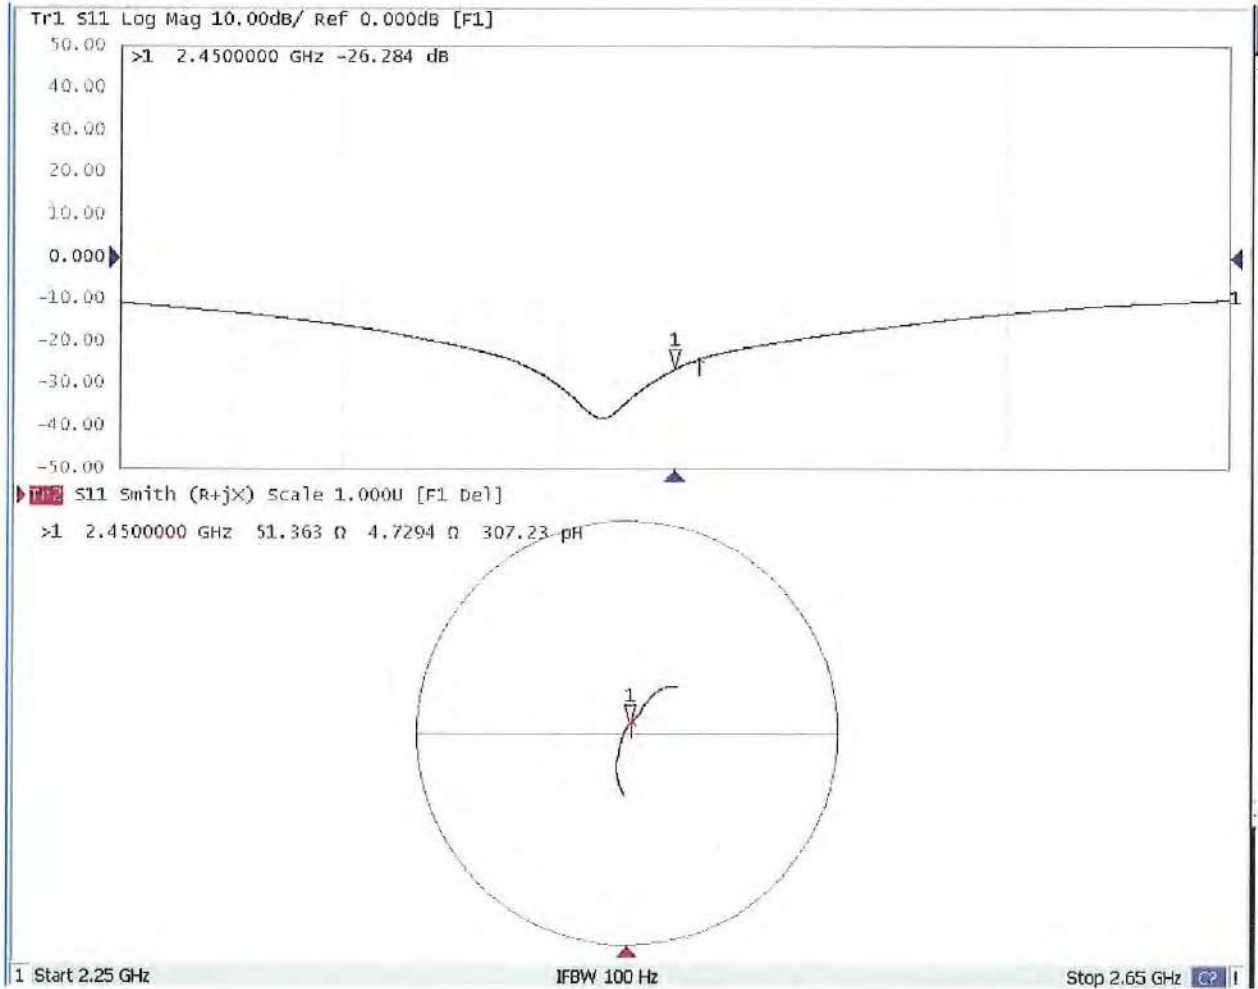 Tr1 S11 Log Mag 10.00dB/ Ref 0.000dB [F1]
50.00
>1 2.4500000 GHz -26.284 dB
40.00
30.00
20.00
10.00
0.000
-10.00
1
-20.00
1
-30.00
-40.00
-50.00
Tr2 S11 Smith (R+jX) Scale 1.000U [F1 Del]
>1 2.4500000 GHz 51.363 Ω 4.7294 Ω 307.23 pH
1
1 Start 2.25 GHz IFBW 100 Hz Stop 2.65 GHz C?